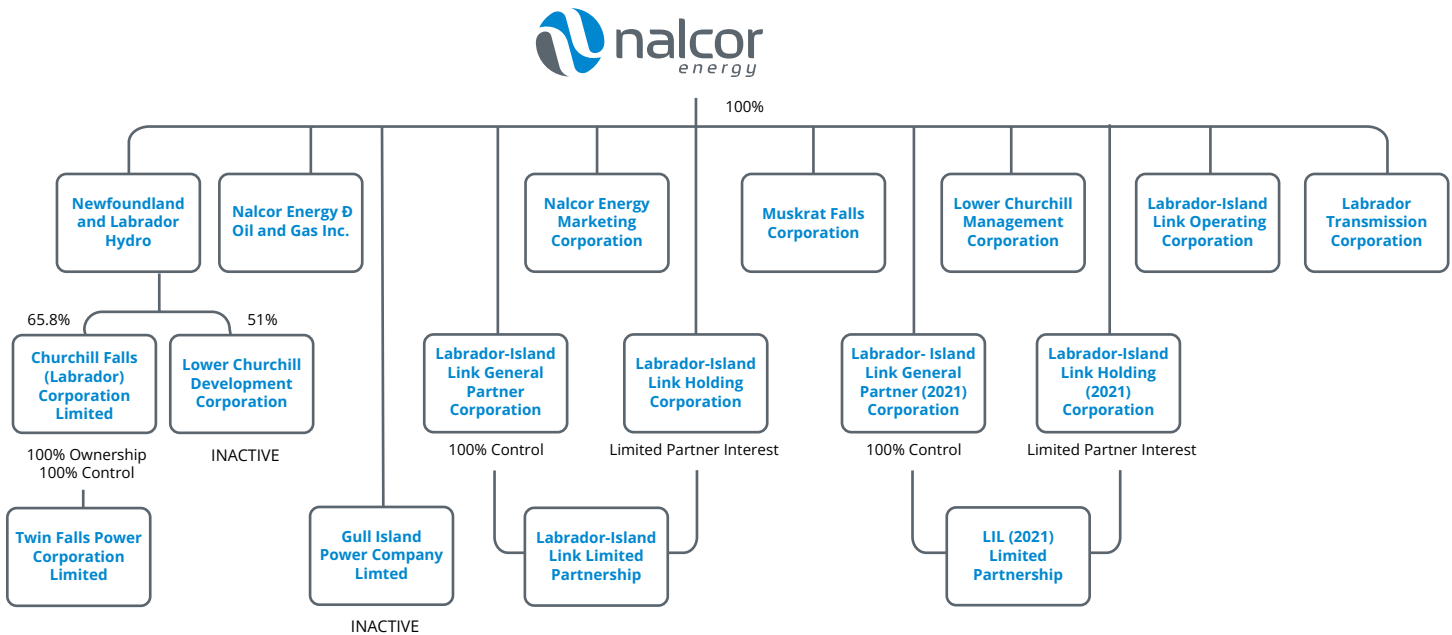 nalcor
energy
100%
Newfoundland
and Labrador
Hydro
Nalcor Energy Ð
Oil and Gas Inc.
Nalcor Energy
Marketing
Corporation
Muskrat Falls
Corporation
Lower Churchill
Management
Corporation
Labrador-Island
Link Operating
Corporation
Labrador
Transmission
Corporation
65.8%
51%
Churchill Falls
(Labrador)
Corporation
Limited
Lower Churchill
Development
Corporation
Labrador-Island
Link General
Partner
Corporation
Labrador-Island
Link Holding
Corporation
Labrador- Island
Link General
Partner (2021)
Corporation
Labrador-Island
Link Holding
(2021)
Corporation
100% Ownership
100% Control
INACTIVE
100% Control
Limited Partner Interest
100% Control
Limited Partner Interest
Twin Falls Power
Corporation
Limited
Gull Island
Power Company
Limted
Labrador-Island
Link Limited
Partnership
LIL (2021)
Limited
Partnership
INACTIVE